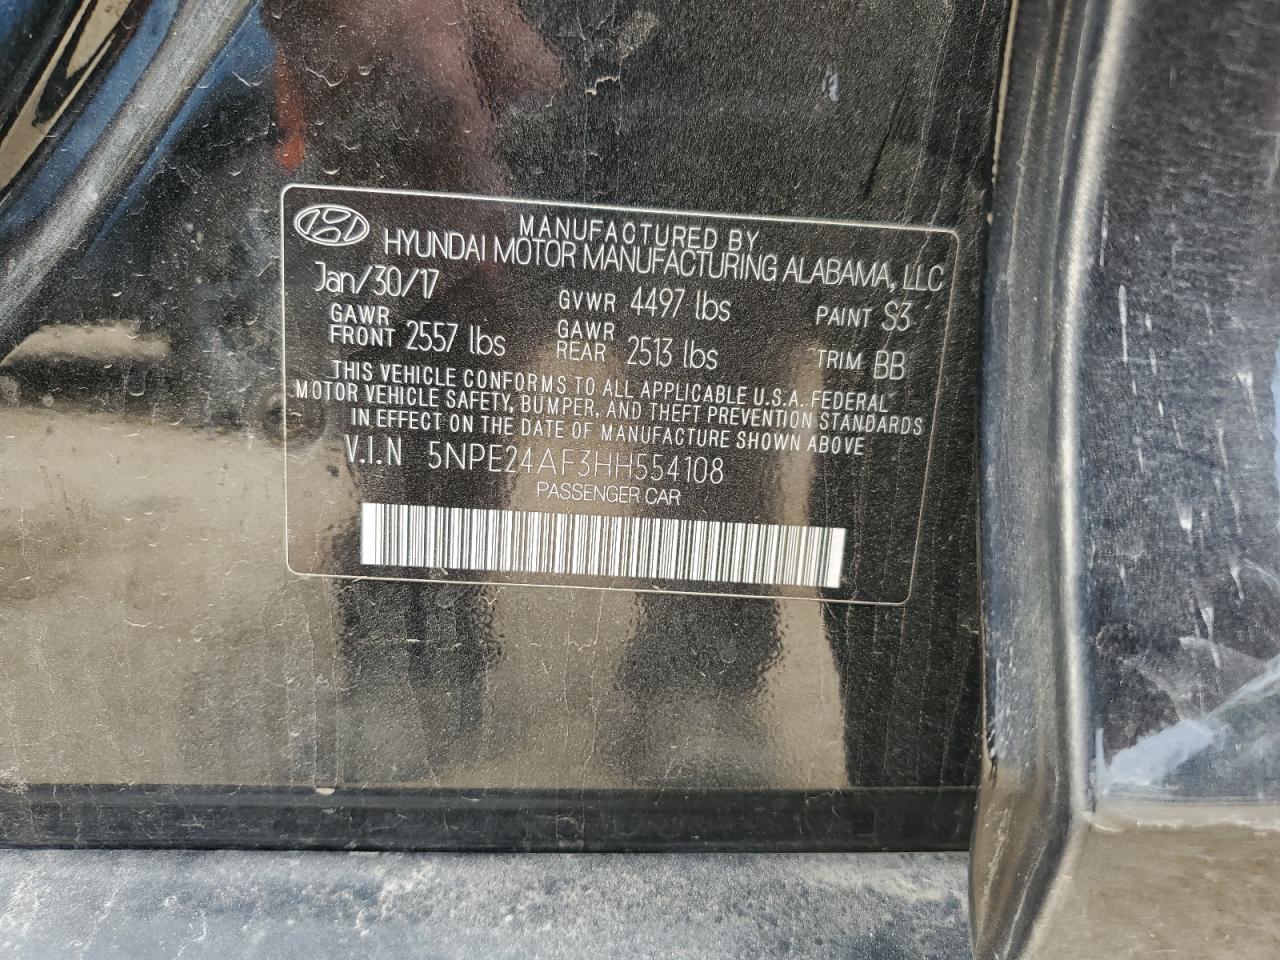 MANUFACTURED BY
HYUNDAI MOTOR MANUFACTURING ALABAMA, LLC
Jan/30/17 GVWR 4497 lbs PAINT S3
GAWR FRONT 2557 lbs GAWR REAR 2513 lbs TRIM BB
THIS VEHICLE CONFORMS TO ALL APPLICABLE U.S.A. FEDERAL
MOTOR VEHICLE SAFETY, BUMPER, AND THEFT PREVENTION STANDARDS
IN EFFECT ON THE DATE OF MANUFACTURE SHOWN ABOVE
V.I.N 5NPE24AF3HH554108
PASSENGER CAR